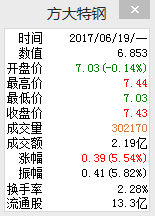 方大特钢
时间 2017/06/19/一
数值 6.853
开盘价 7.03(-0.14%)
最高价 7.44
最低价 7.03
收盘价 7.43
成交量 302170
成交额 2.19亿
涨幅 0.39(5.54%)
振幅 0.41(5.82%)
换手率 2.28%
流通股 13.3亿